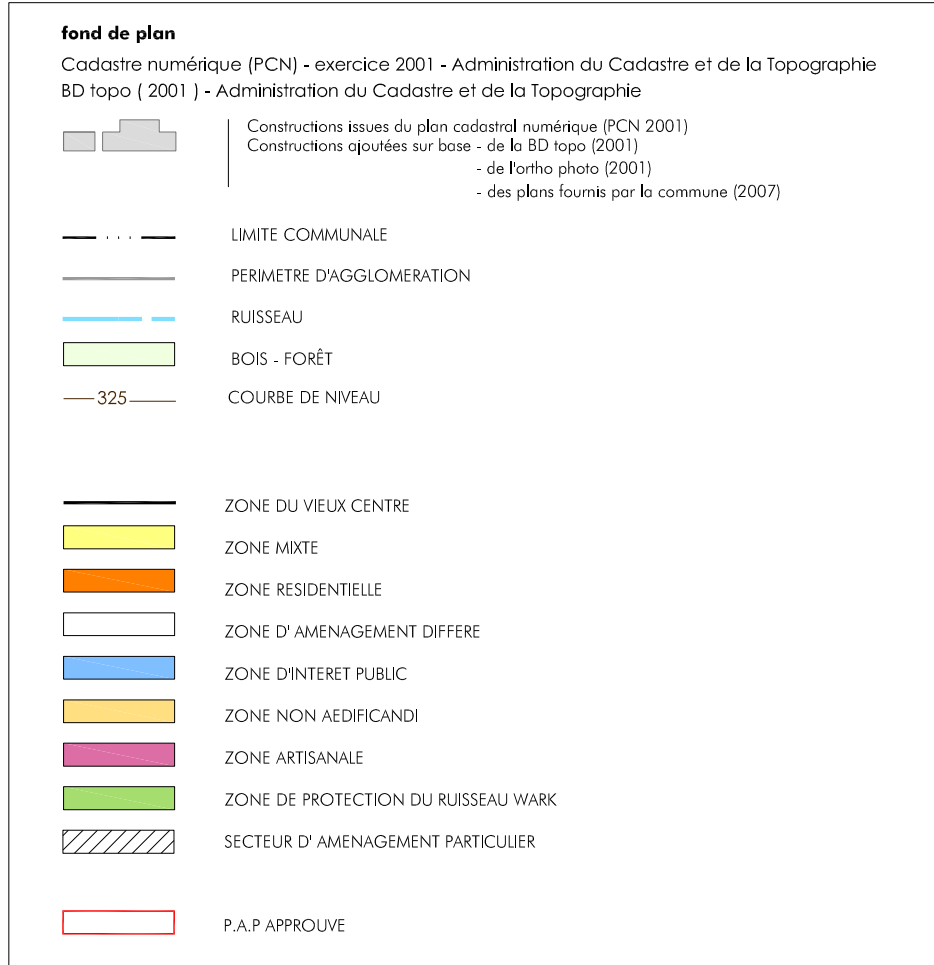 fond de plan
Cadastre numérique (PCN) - exercice 2001 - Administration du Cadastre et de la Topographie
BD topo ( 2001 ) - Administration du Cadastre et de la Topographie
Constructions issues du plan cadastral numérique (PCN 2001)
Constructions ajoutées sur base - de la BD topo (2001)
- de l'ortho photo (2001)
- des plans fournis par la commune (2007)
LIMITE COMMUNALE
PERIMETRE D'AGGLOMERATION
RUISSEAU
BOIS - FORÊT
325 COURBE DE NIVEAU
ZONE DU VIEUX CENTRE
ZONE MIXTE
ZONE RESIDENTIELLE
ZONE D' AMENAGEMENT DIFFERE
ZONE D'INTERET PUBLIC
ZONE NON AEDIFICANDI
ZONE ARTISANALE
ZONE DE PROTECTION DU RUISSEAU WARK
SECTEUR D' AMENAGEMENT PARTICULIER
P.A.P APPROUVE